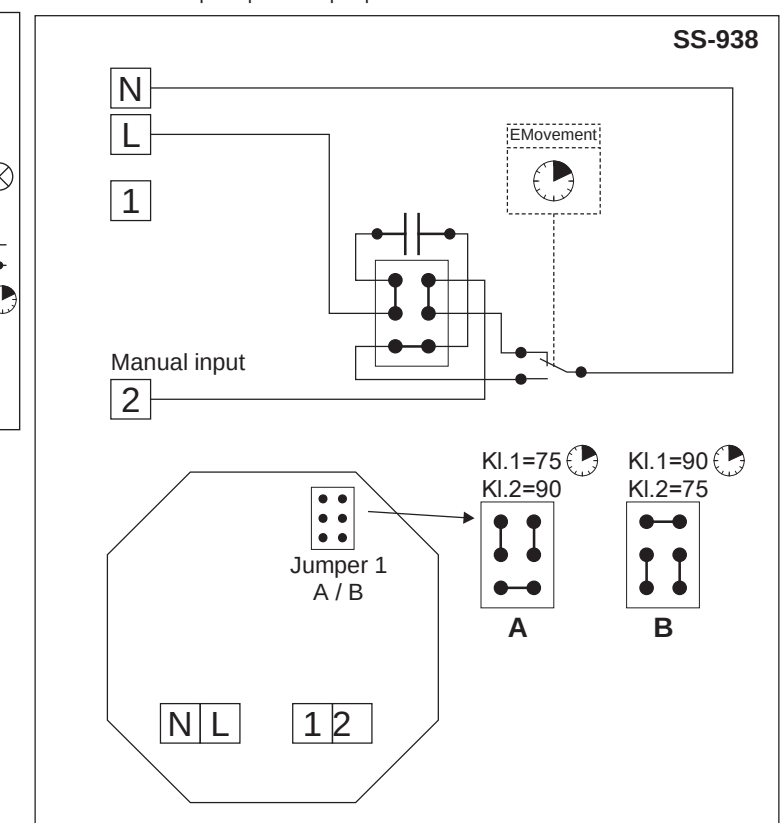 SS-938
N
L
EMovement
1
Manual input
2
Kl.1=75
Kl.2=90
Kl.1=90
Kl.2=75
Jumper 1
A / B
A
B
N L
1 2